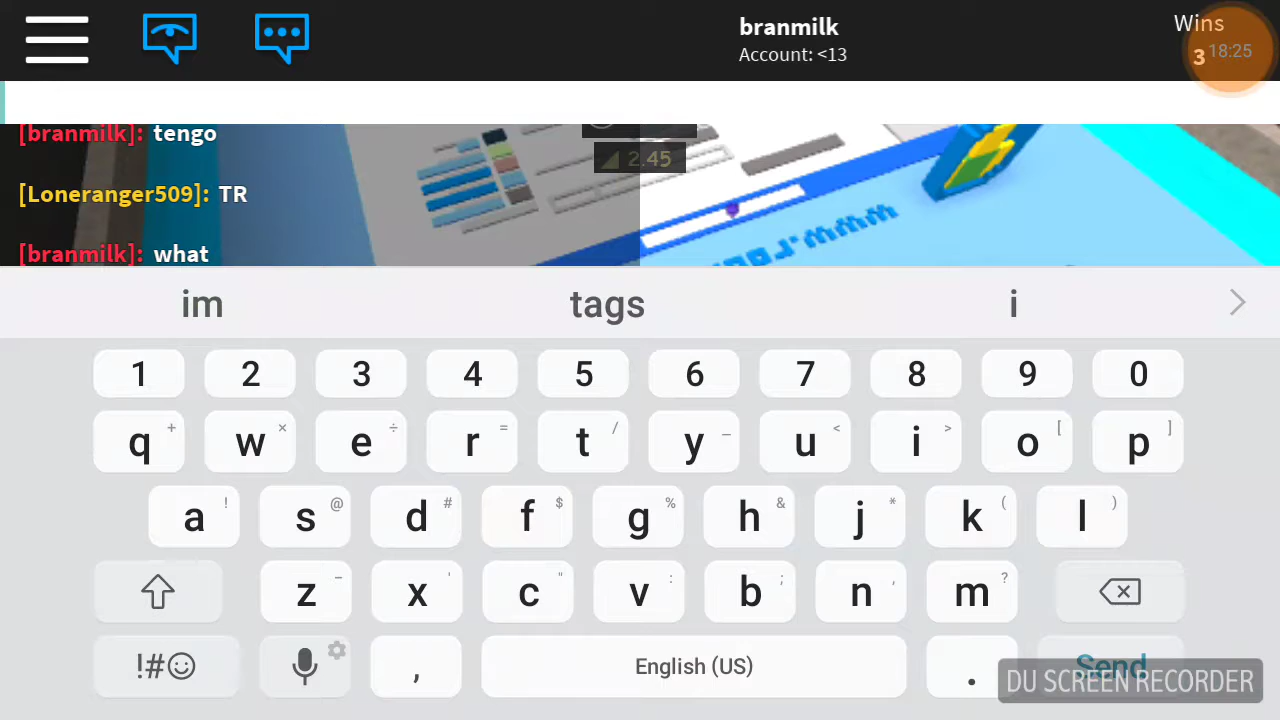 branmilk
Account: <13
Wins
3
18:25
[branmilk]: tengo
2.45
[Loneranger509]: TR
[branmilk]: what
im tags i
1 2 3 4 5 6 7 8 9 0
q + w × e ÷ r = t / y _ u < i > o [ p ]
a ! s @ d # f $ g % h & j * k ( l )
z - x ' c " v : b ; n , m ?
!#☺ , English (US) . Send
DU SCREEN RECORDER